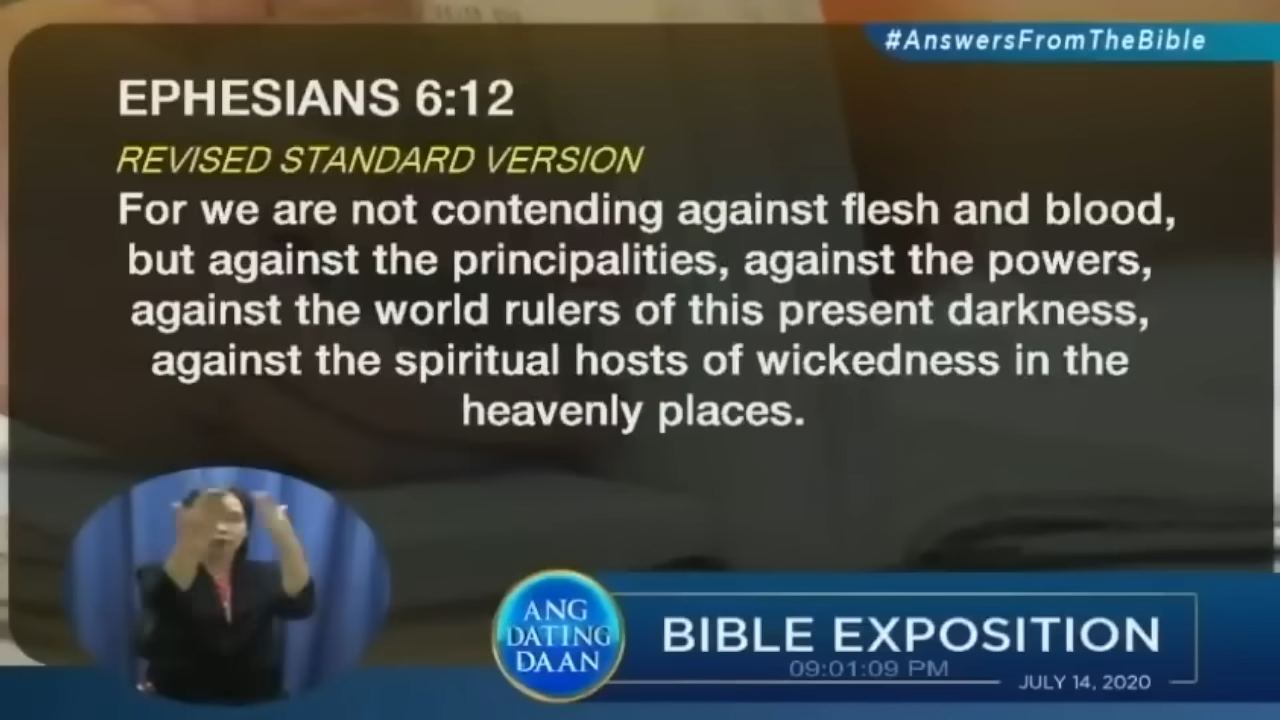 #AnswersFromTheBible
EPHESIANS 6:12
REVISED STANDARD VERSION
For we are not contending against flesh and blood,
but against the principalities, against the powers,
against the world rulers of this present darkness,
against the spiritual hosts of wickedness in the
heavenly places.
ANG
DATING
DAAN
BIBLE EXPOSITION
09:01:09 PM
JULY 14, 2020